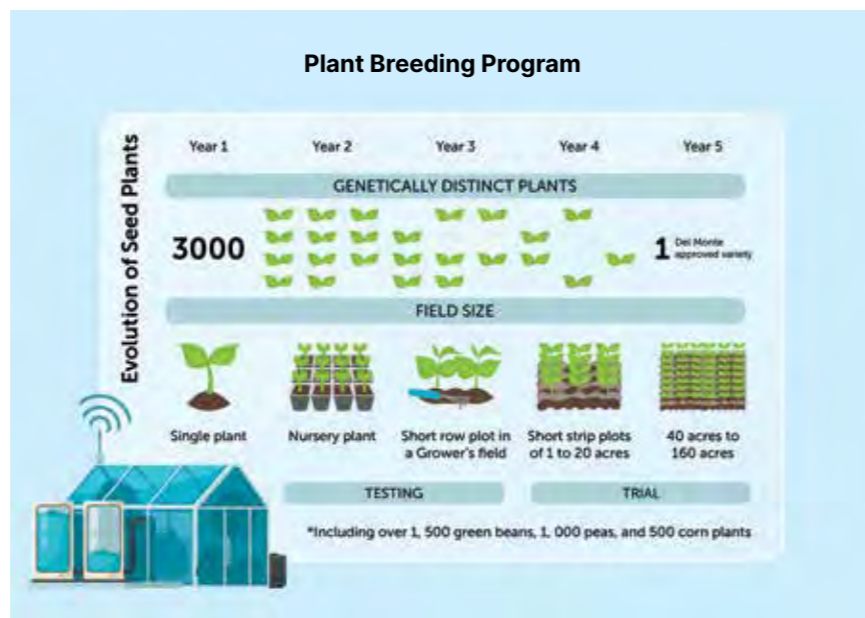 Plant Breeding Program
Evolution of Seed Plants
Year 1 Year 2 Year 3 Year 4 Year 5
GENETICALLY DISTINCT PLANTS
3000
1 Del Monte
approved variety
FIELD SIZE
Single plant
Nursery plant
Short row plot in
a Grower's field
Short strip plots
of 1 to 20 acres
40 acres to
160 acres
TESTING
TRIAL
*Including over 1, 500 green beans, 1, 000 peas, and 500 corn plants